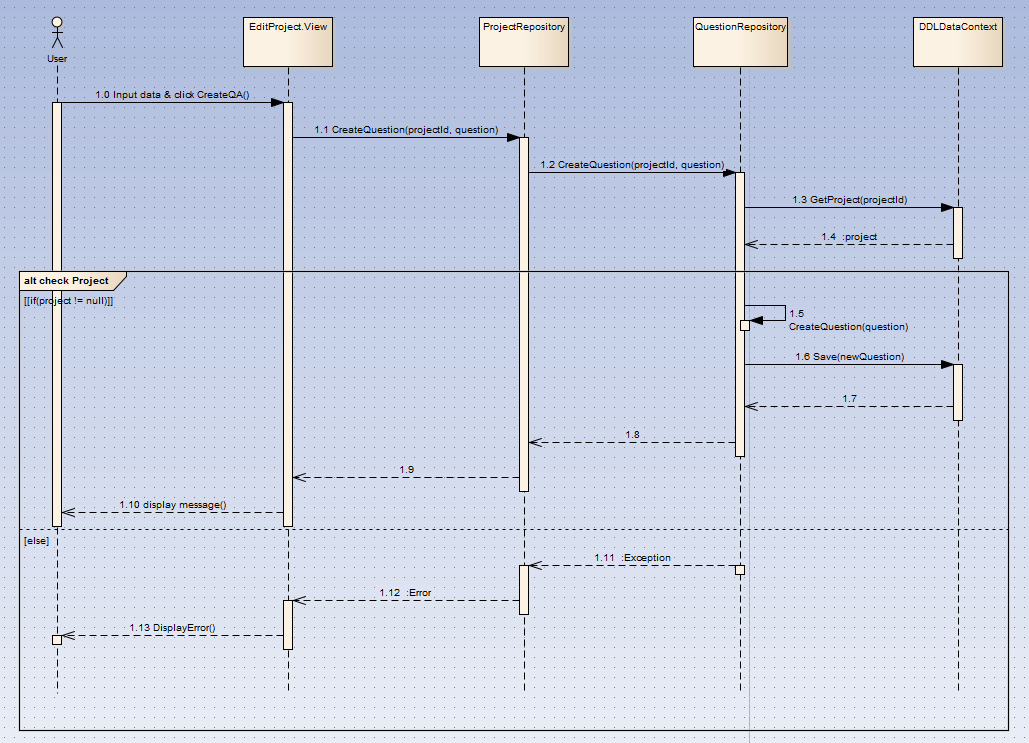 User
EditProject.View
ProjectRepository
QuestionRepository
DDLDataContext
1.0 Input data & click CreateQA()
1.1 CreateQuestion(projectId, question)
1.2 CreateQuestion(projectId, question)
1.3 GetProject(projectId)
1.4 :project
alt check Project
[[if(project != null)]]
1.5
CreateQuestion(question)
1.6 Save(newQuestion)
1.7
1.8
1.9
1.10 display message()
[else]
1.11 :Exception
1.12 :Error
1.13 DisplayError()